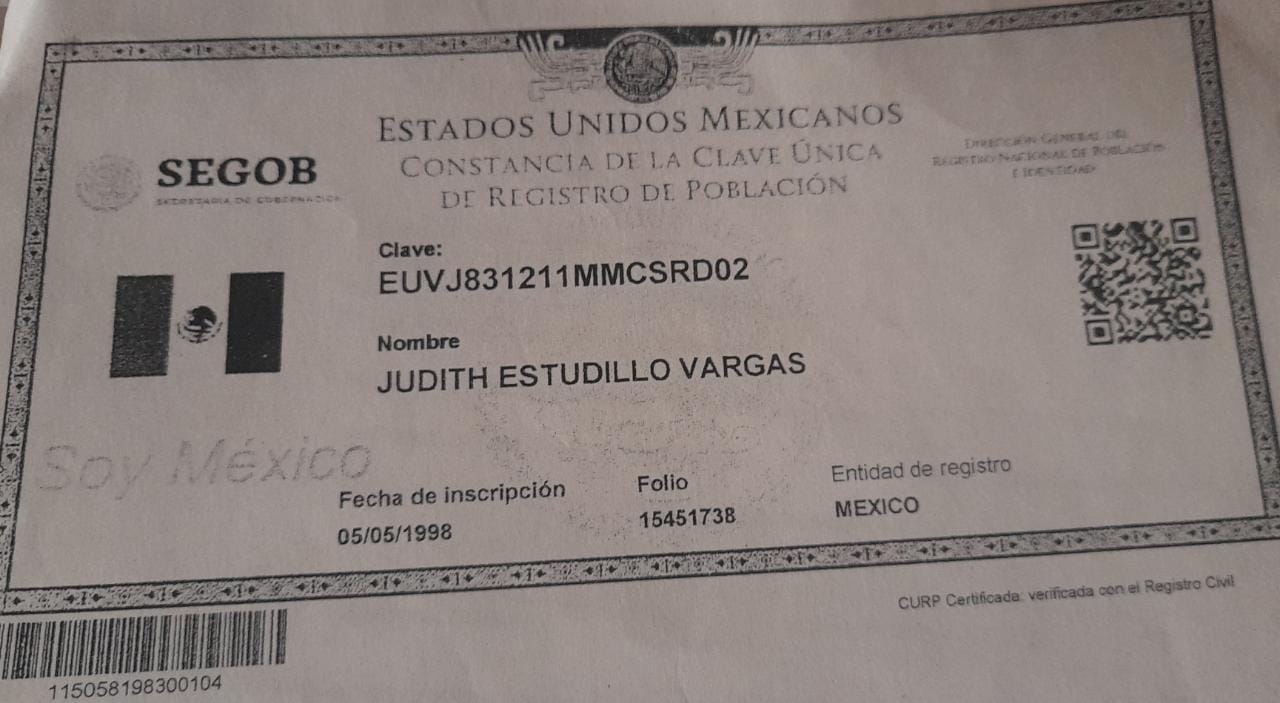 ESTADOS UNIDOS MEXICANOS
CONSTANCIA DE LA CLAVE ÚNICA
DE REGISTRO DE POBLACIÓN
SEGOB
SECRETARÍA DE GOBERNACIÓN
DIRECCIÓN GENERAL DEL
REGISTRO NACIONAL DE POBLACIÓN
E IDENTIDAD
Clave:
EUVJ831211MMCSRD02
Nombre
JUDITH ESTUDILLO VARGAS
Soy México
Fecha de inscripción
05/05/1998
Folio
15451738
Entidad de registro
MEXICO
CURP Certificada: verificada con el Registro Civil
115058198300104